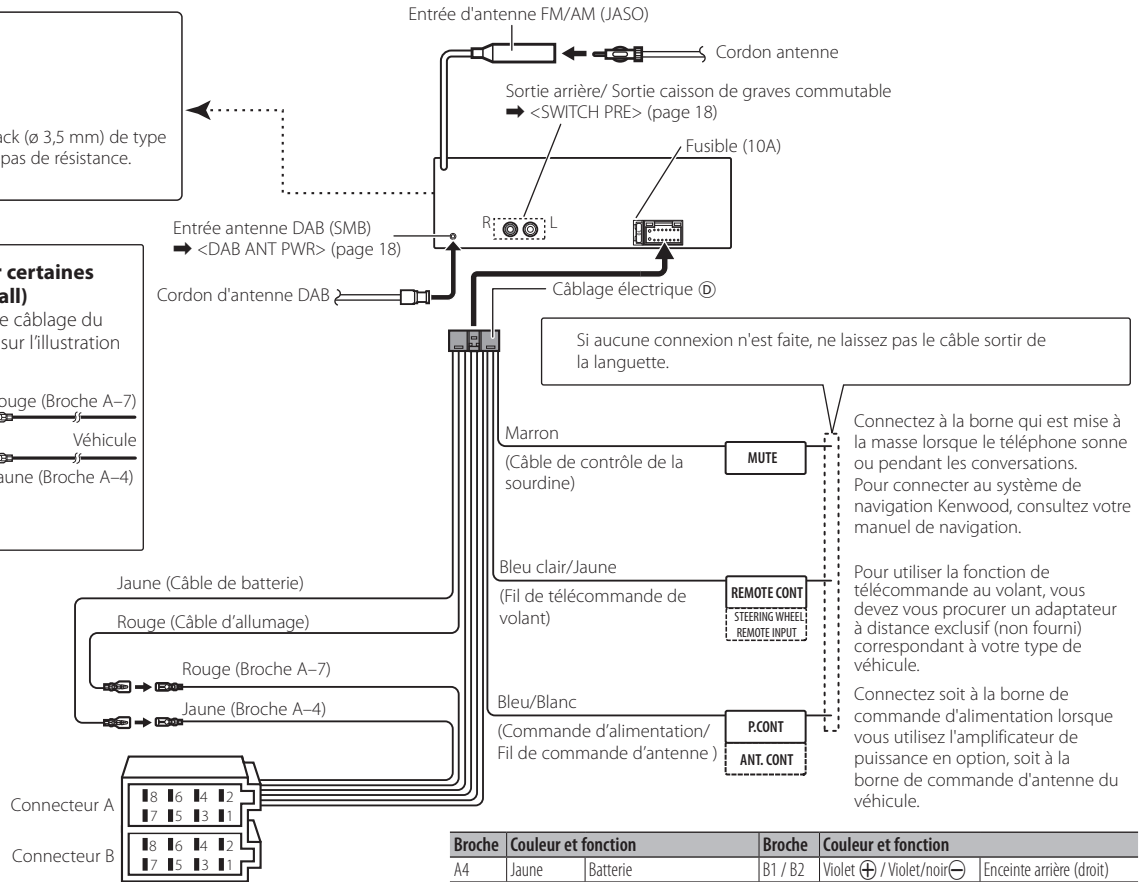 Entrée d'antenne FM/AM (JASO)
Cordon antenne
Sortie arrière/ Sortie caisson de graves commutable
➡ <SWITCH PRE> (page 18)
Fusible (10A)
(ø 3,5 mm) de type
pas de résistance.
R
L
Entrée antenne DAB (SMB)
➡ <DAB ANT PWR> (page 18)
Cordon d'antenne DAB
Câblage électrique Ⓓ
certaines
câblage du
sur l'illustration
(Broche A–7)
Véhicule
(Broche A–4)
Si aucune connexion n'est faite, ne laissez pas le câble sortir de
la languette.
Marron
(Câble de contrôle de la
sourdine)
MUTE
Connectez à la borne qui est mise à
la masse lorsque le téléphone sonne
ou pendant les conversations.
Pour connecter au système de
navigation Kenwood, consultez votre
manuel de navigation.
Bleu clair/Jaune
(Fil de télécommande de
volant)
REMOTE CONT
STEERING WHEEL
REMOTE INPUT
Pour utiliser la fonction de
télécommande au volant, vous
devez vous procurer un adaptateur
à distance exclusif (non fourni)
correspondant à votre type de
véhicule.
Bleu/Blanc
(Commande d'alimentation/
Fil de commande d'antenne )
P.CONT
ANT. CONT
Connectez soit à la borne de
commande d'alimentation lorsque
vous utilisez l'amplificateur de
puissance en option, soit à la
borne de commande d'antenne du
véhicule.
Jaune (Câble de batterie)
Rouge (Câble d'allumage)
Rouge (Broche A–7)
Jaune (Broche A–4)
Connecteur A
8 6 4 2
7 5 3 1
Connecteur B
8 6 4 2
7 5 3 1
Broche Couleur et fonction Broche Couleur et fonction
A4 Jaune Batterie B1 / B2 Violet ⊕ / Violet/noir⊖ Enceinte arrière (droit)